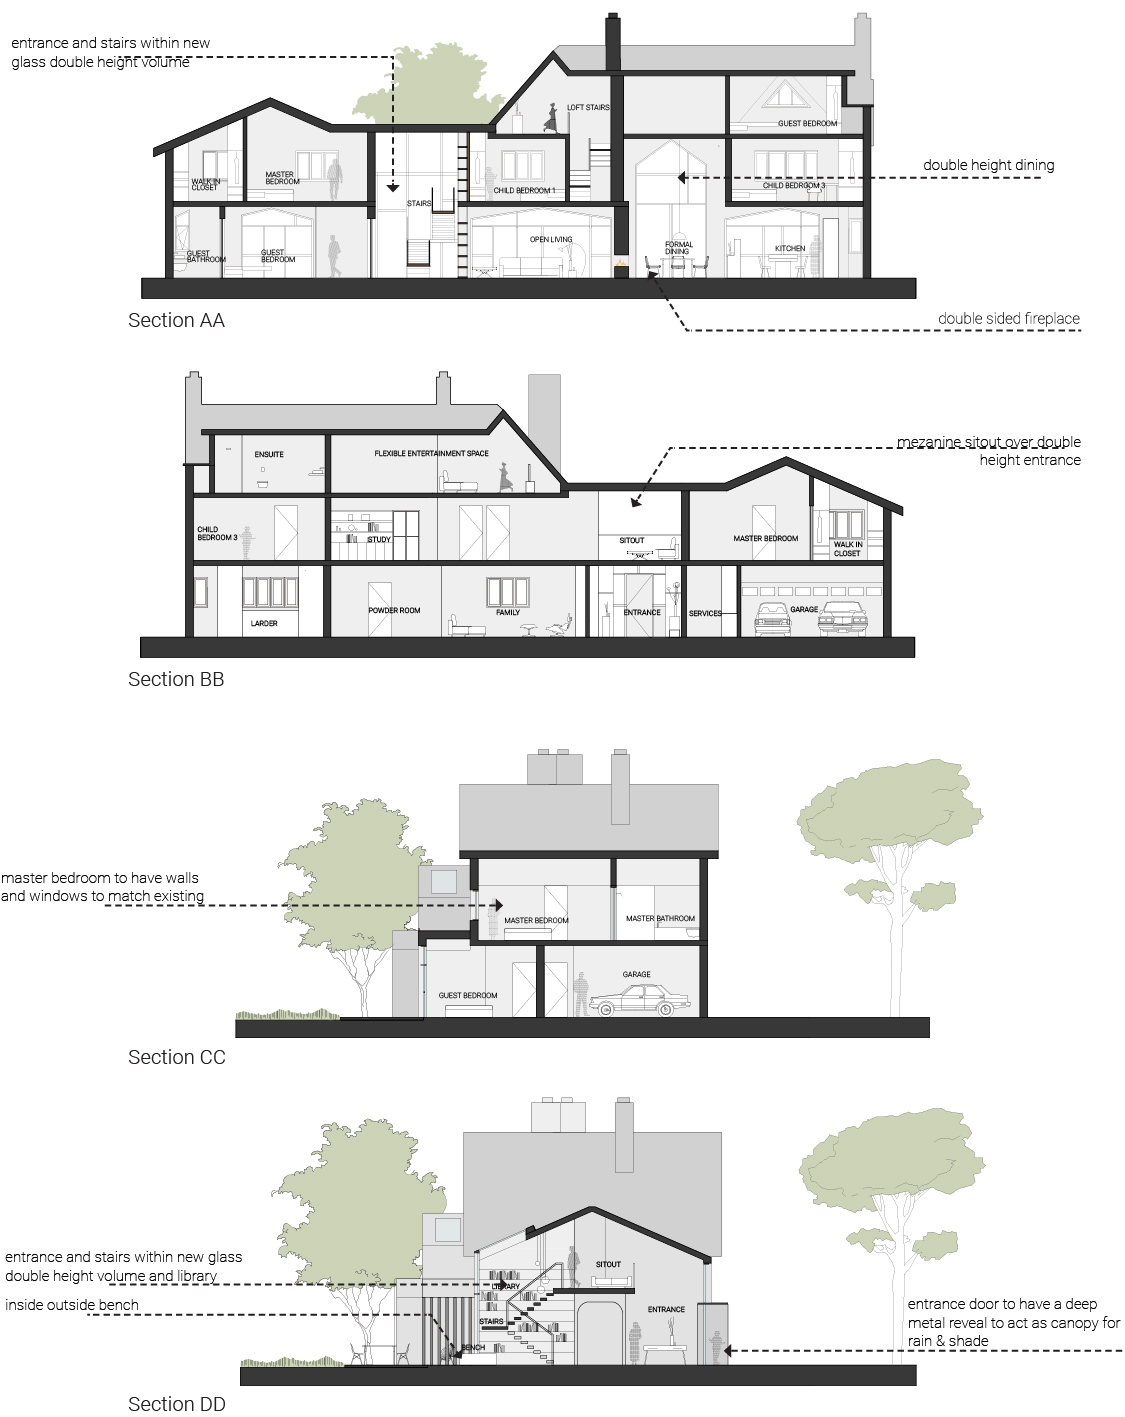 entrance and stairs within new
glass double height volume
LOFT STAIRS
GUEST BEDROOM
double height dining
WALK IN
CLOSET
MASTER
BEDROOM
CHILD BEDROOM 1
CHILD BEDROOM 3
STAIRS
OPEN LIVING
FORMAL
DINING
KITCHEN
GUEST
BATHROOM
GUEST
BEDROOM
Section AA
double sided fireplace
mezanine sitout over double
height entrance
ENSUITE
FLEXIBLE ENTERTAINMENT SPACE
CHILD
BEDROOM 3
STUDY
SITOUT
MASTER BEDROOM
WALK IN
CLOSET
LARDER
POWDER ROOM
FAMILY
ENTRANCE
SERVICES
GARAGE
Section BB
master bedroom to have walls
and windows to match existing
MASTER BEDROOM
MASTER BATHROOM
GUEST BEDROOM
GARAGE
Section CC
entrance and stairs within new glass
double height volume and library
inside outside bench
SITOUT
LIBRARY
STAIRS
ENTRANCE
BENCH
entrance door to have a deep
metal reveal to act as canopy for
rain & shade
Section DD